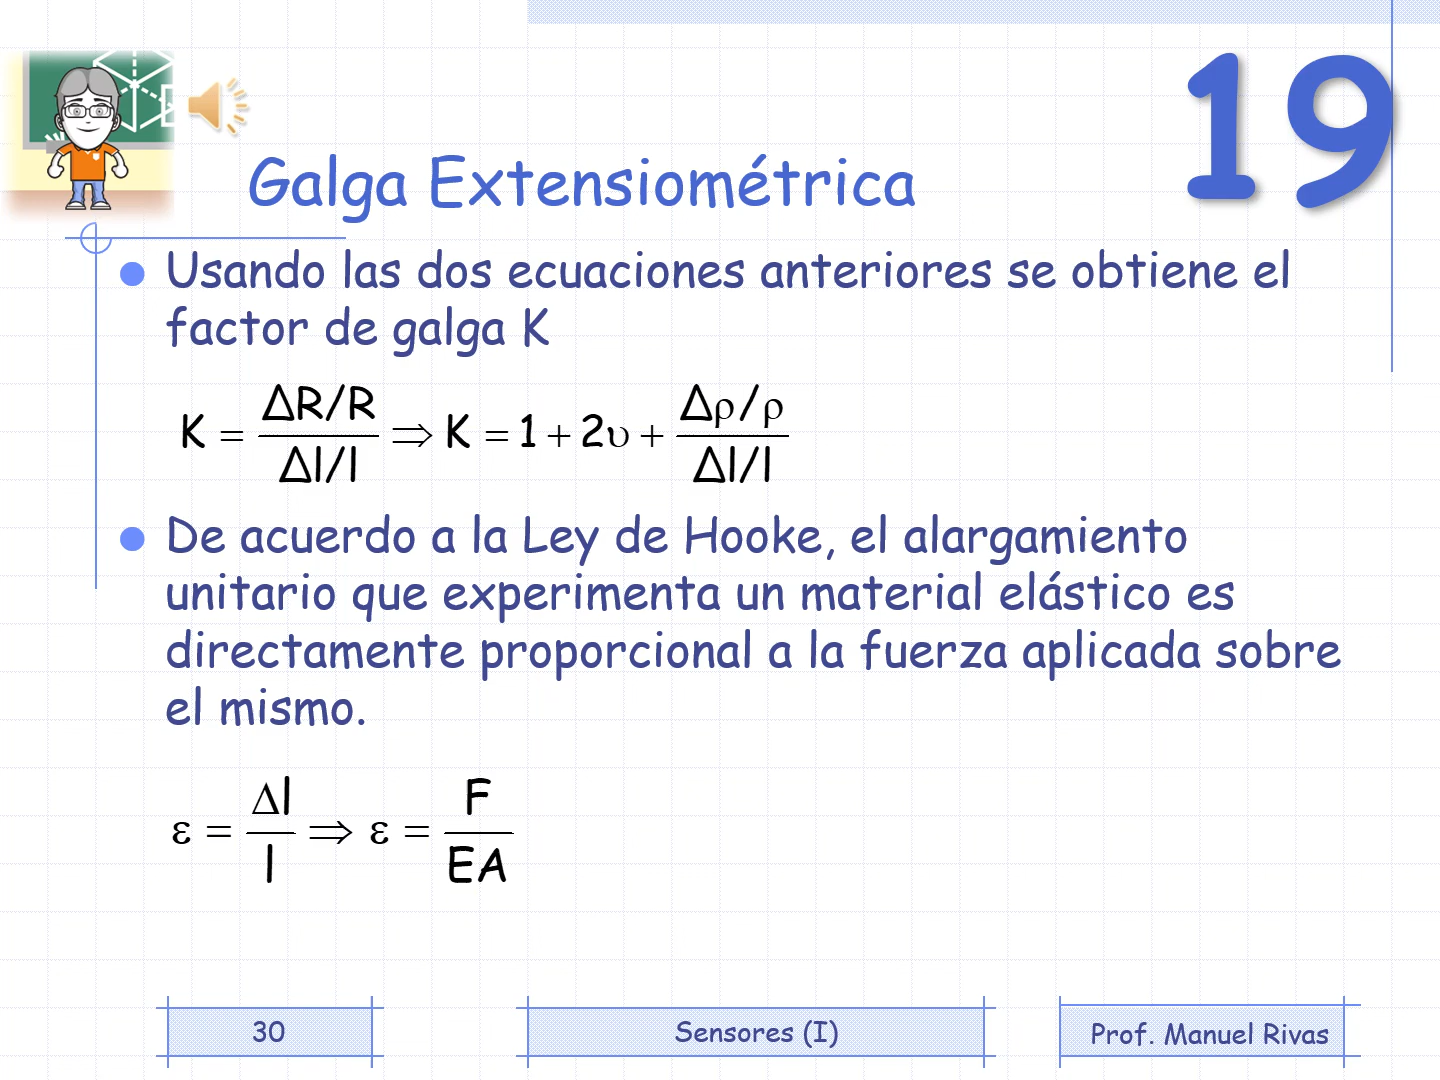 19
Galga Extensiométrica
Usando las dos ecuaciones anteriores se obtiene el
factor de galga K
K = ΔR/R / Δl/l ⇒ K = 1 + 2υ + Δρ/ρ / Δl/l
De acuerdo a la Ley de Hooke, el alargamiento
unitario que experimenta un material elástico es
directamente proporcional a la fuerza aplicada sobre
el mismo.
ε = Δl / l ⇒ ε = F / EA
30
Sensores (I)
Prof. Manuel Rivas